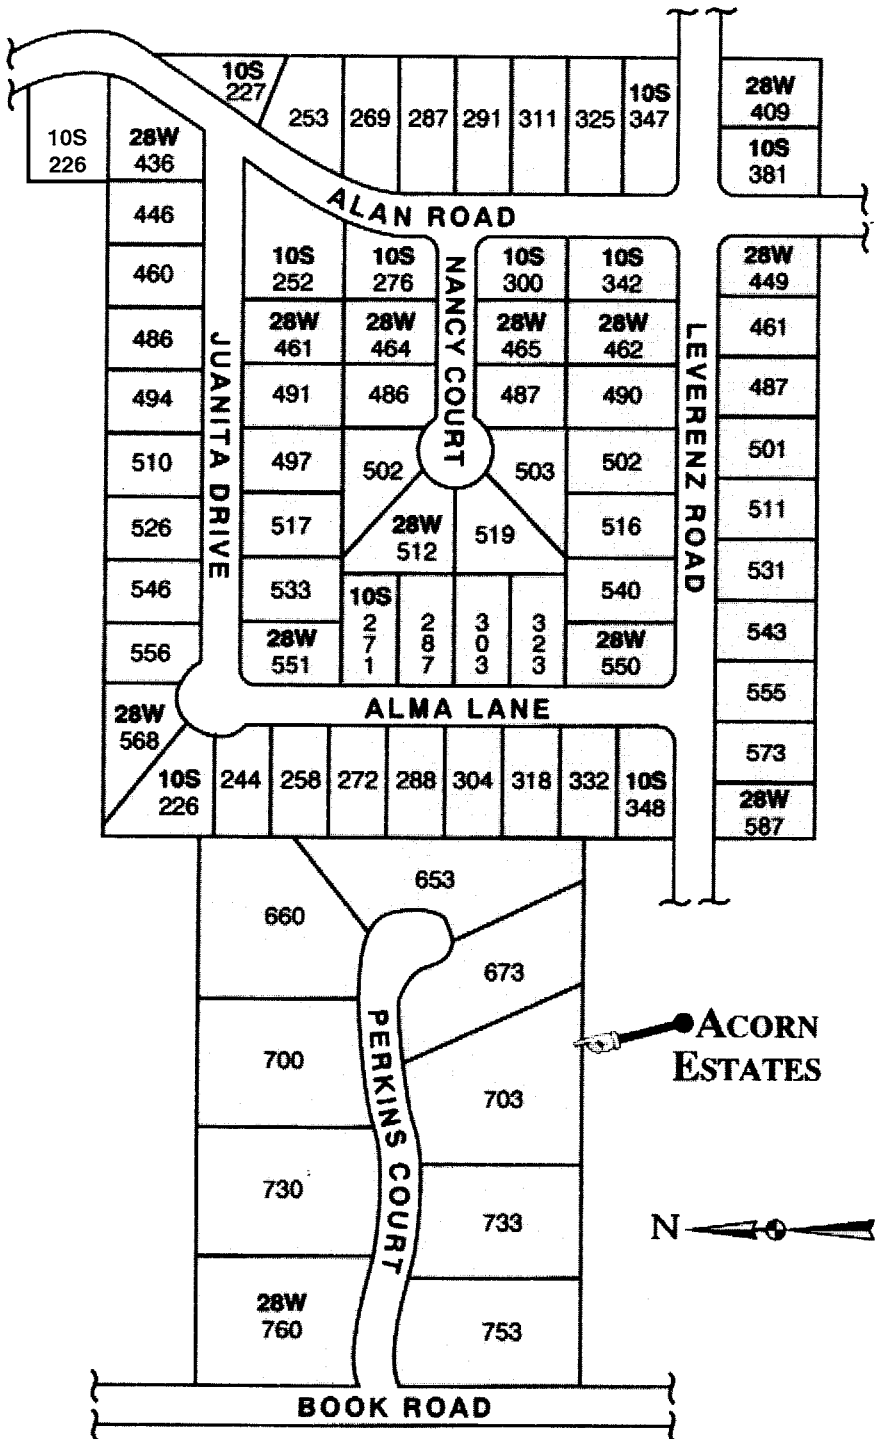 10S
227
253
269
287
291
311
325
10S
347
28W
409
10S
381
10S
226
28W
436
ALAN ROAD
446
460
486
494
510
526
546
556
28W
568
JUANITA DRIVE
10S
252
10S
276
NANCY COURT
10S
300
10S
342
28W
449
28W
461
28W
464
28W
465
28W
462
461
491
486
487
490
487
497
502
503
502
501
517
28W
512
519
516
511
LEVERENZ ROAD
533
10S
271
287
303
323
540
531
28W
551
28W
550
543
ALMA LANE
555
573
28W
587
10S
226
244
258
272
288
304
318
332
10S
348
653
660
673
PERKINS COURT
ACORN
ESTATES
700
703
730
733
N
28W
760
753
BOOK ROAD